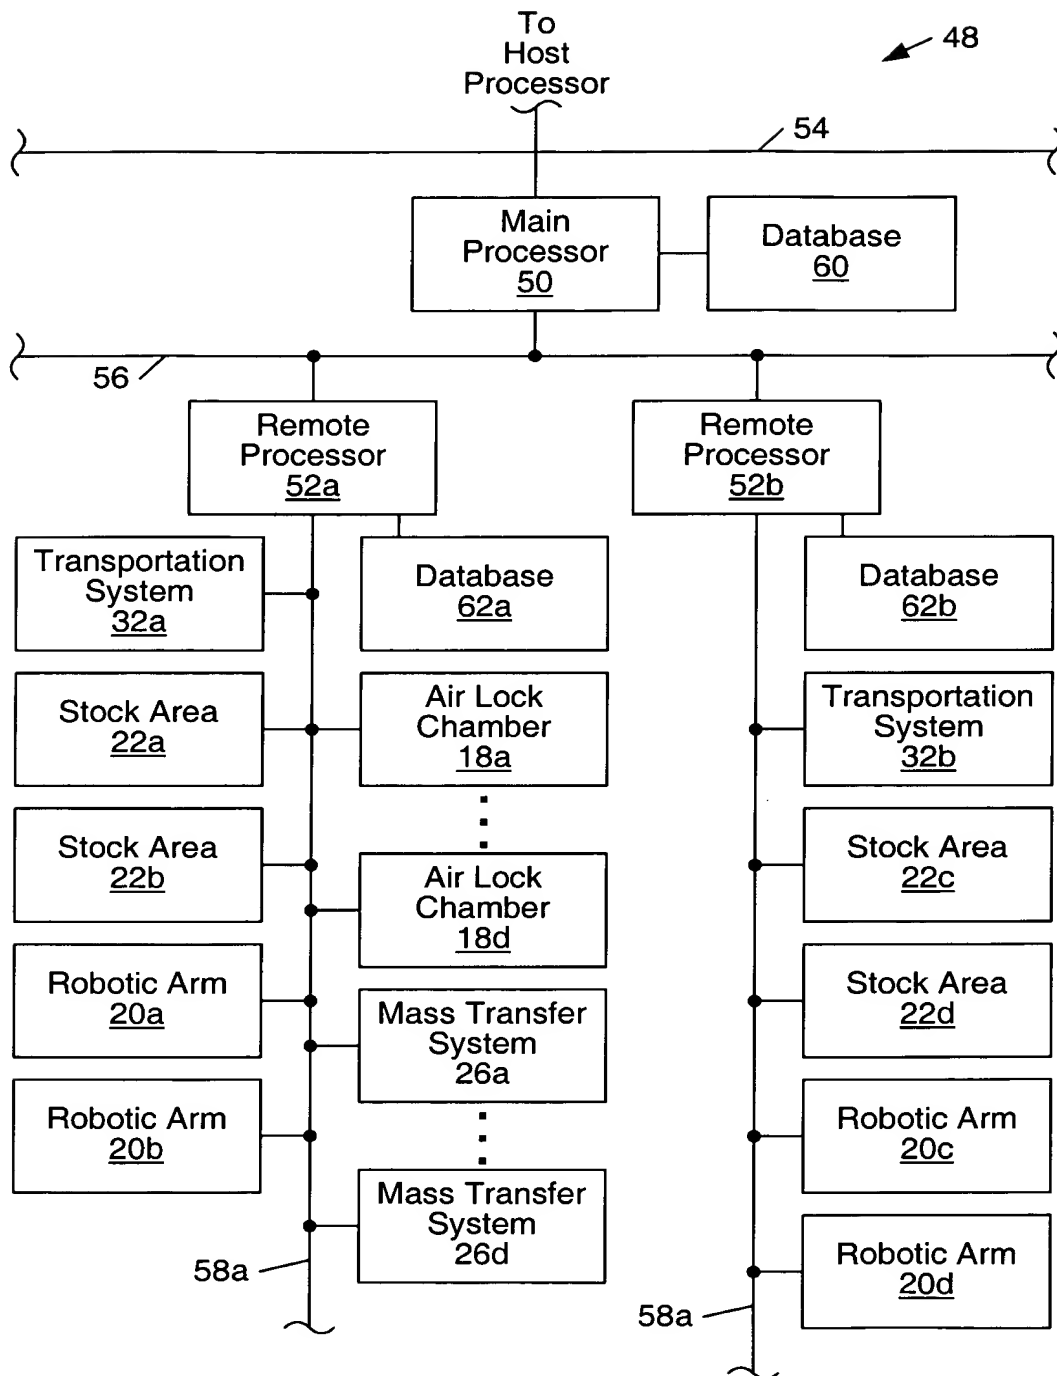 To
Host
Processor
48
54
Main
Processor
50
Database
60
56
Remote
Processor
52a
Remote
Processor
52b
Transportation
System
32a
Database
62a
Database
62b
Stock Area
22a
Air Lock
Chamber
18a
Transportation
System
32b
Stock Area
22b
Air Lock
Chamber
18d
Stock Area
22c
Robotic Arm
20a
Mass Transfer
System
26a
Stock Area
22d
Robotic Arm
20b
Mass Transfer
System
26d
Robotic Arm
20c
58a
Robotic Arm
20d
58a